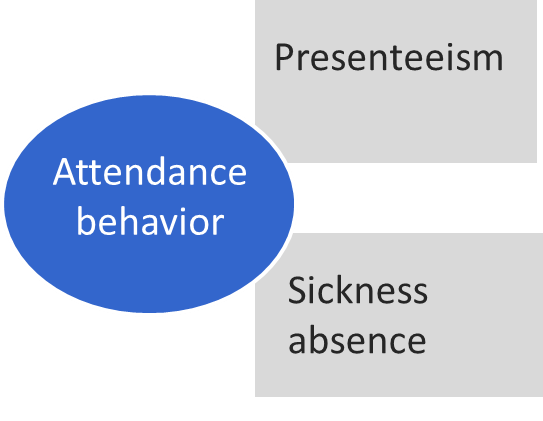 Presenteeism
Attendance
behavior
Sickness
absence